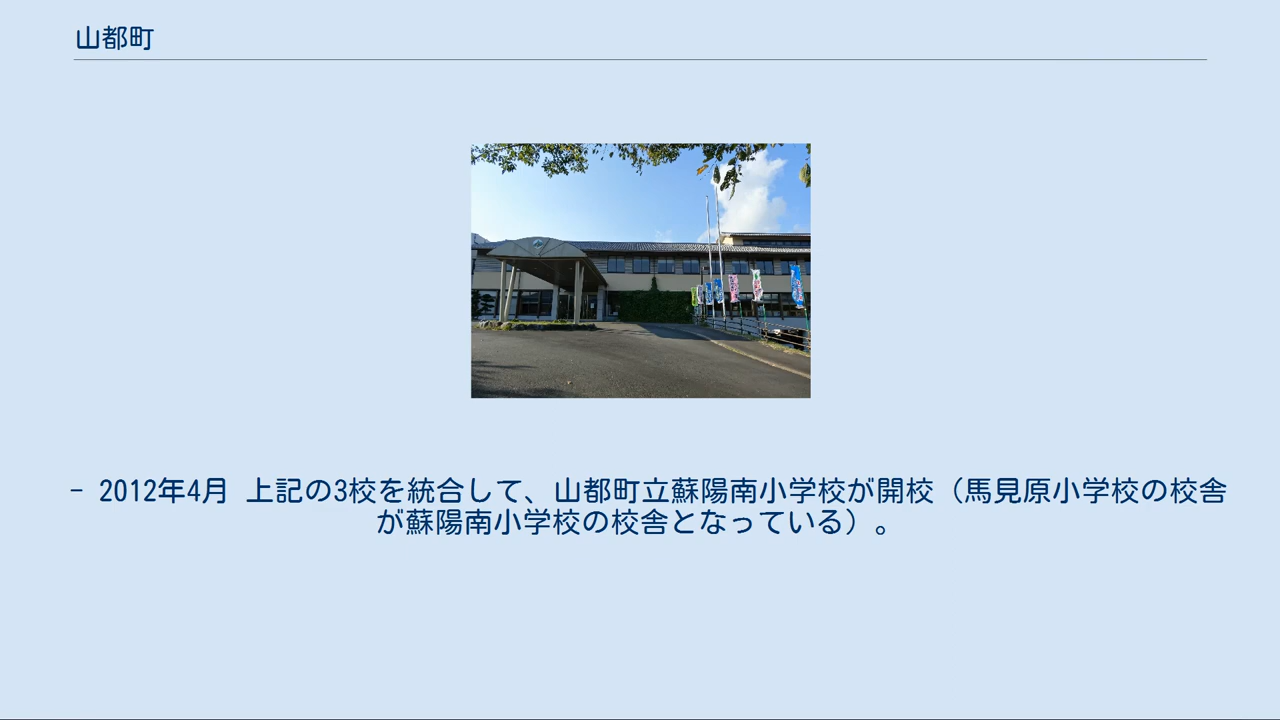 山都町
- 2012年4月 上記の3校を統合して、山都町立蘇陽南小学校が開校（馬見原小学校の校舎
が蘇陽南小学校の校舎となっている）。